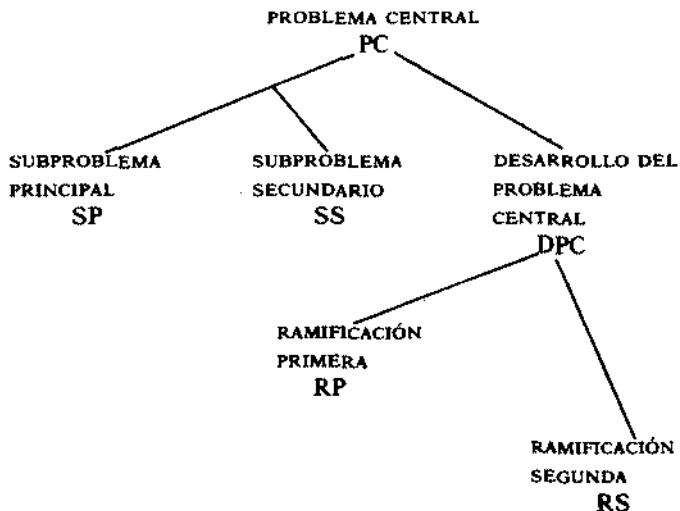 PROBLEMA CENTRAL
PC
SUBPROBLEMA
PRINCIPAL
SP
SUBPROBLEMA
SECUNDARIO
SS
DESARROLLO DEL
PROBLEMA
CENTRAL
DPC
RAMIFICACIÓN
PRIMERA
RP
RAMIFICACIÓN
SEGUNDA
RS